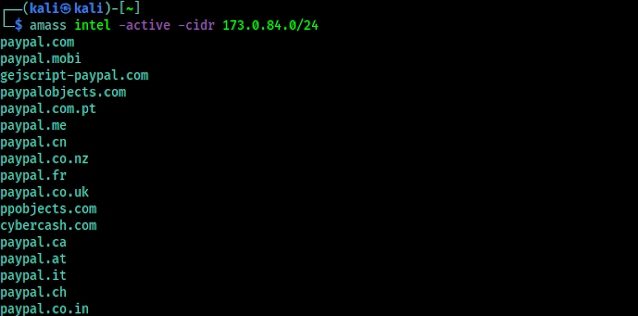 ┌──(kali㉿kali)-[~]
└─$ amass intel -active -cidr 173.0.84.0/24
paypal.com
paypal.mobi
gejscript-paypal.com
paypalobjects.com
paypal.com.pt
paypal.me
paypal.cn
paypal.co.nz
paypal.fr
paypal.co.uk
ppobjects.com
cybercash.com
paypal.ca
paypal.at
paypal.it
paypal.ch
paypal.co.in